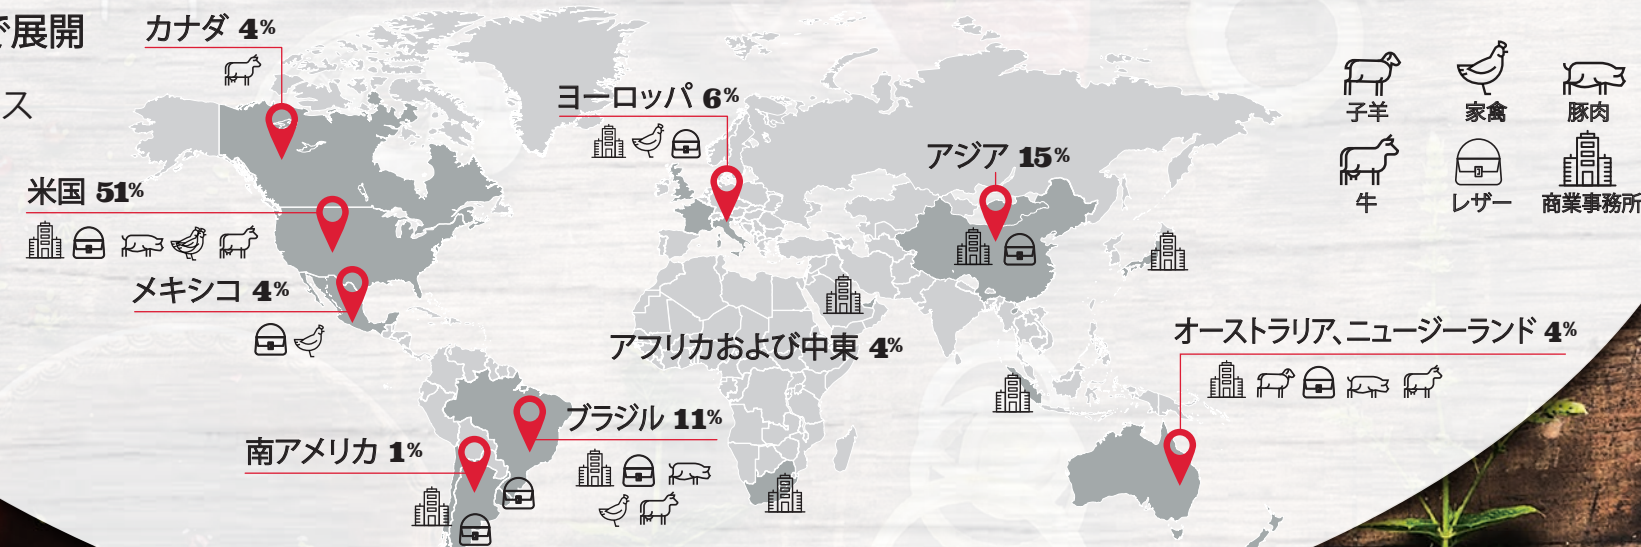 で展開
ス
カナダ 4%
米国 51%
メキシコ 4%
南アメリカ 1%
ブラジル 11%
ヨーロッパ 6%
アフリカおよび中東 4%
アジア 15%
オーストラリア、ニュージーランド 4%
子羊
家禽
豚肉
牛
レザー
商業事務所